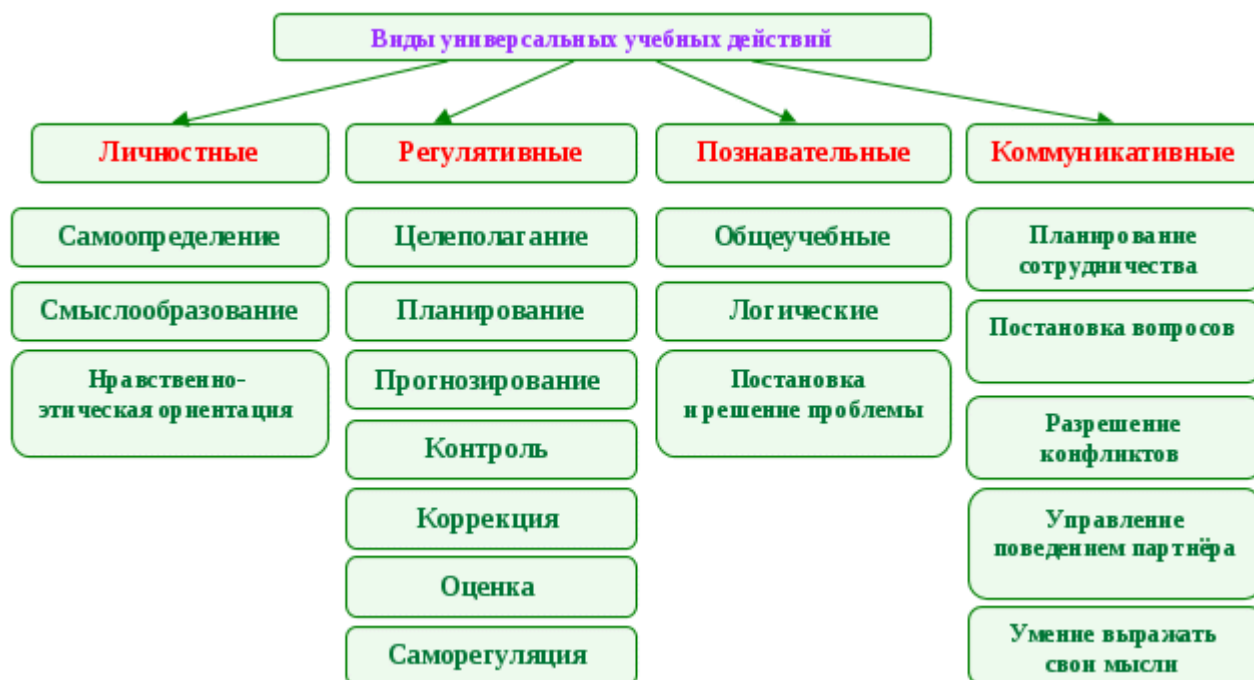 Виды универсальных учебных действий
Личностные
Регулятивные
Познавательные
Коммуникативные
Самоопределение
Смыслообразование
Нравственно-
этическая ориентация
Целеполагание
Планирование
Прогнозирование
Контроль
Коррекция
Оценка
Саморегуляция
Общеучебные
Логические
Постановка
и решение проблемы
Планирование
сотрудничества
Постановка вопросов
Разрешение
конфликтов
Управление
поведением партнёра
Умение выражать
свои мысли